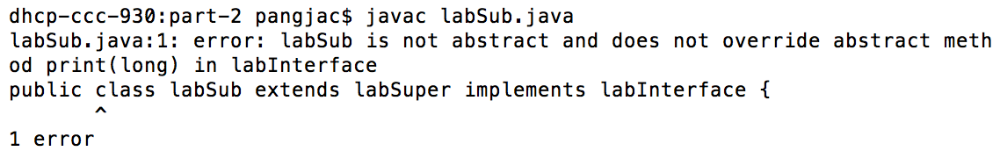 dhcp-ccc-930:part-2 pangjac$ javac labSub.java
labSub.java:1: error: labSub is not abstract and does not override abstract meth
od print(long) in labInterface
public class labSub extends labSuper implements labInterface {
       ^
1 error